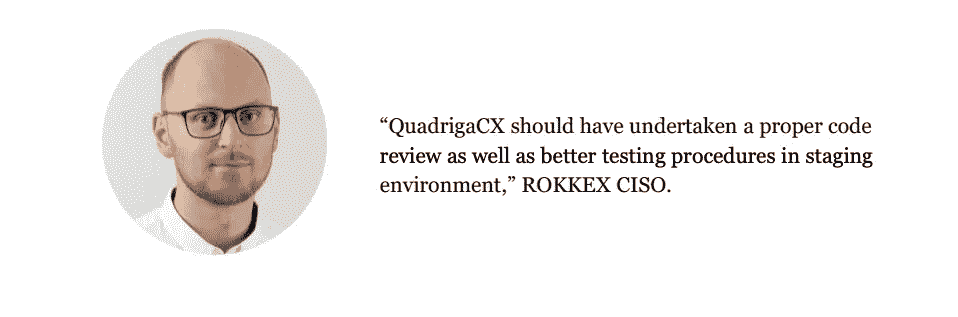 “QuadrigaCX should have undertaken a proper code
review as well as better testing procedures in staging
environment,” ROKKEX CISO.